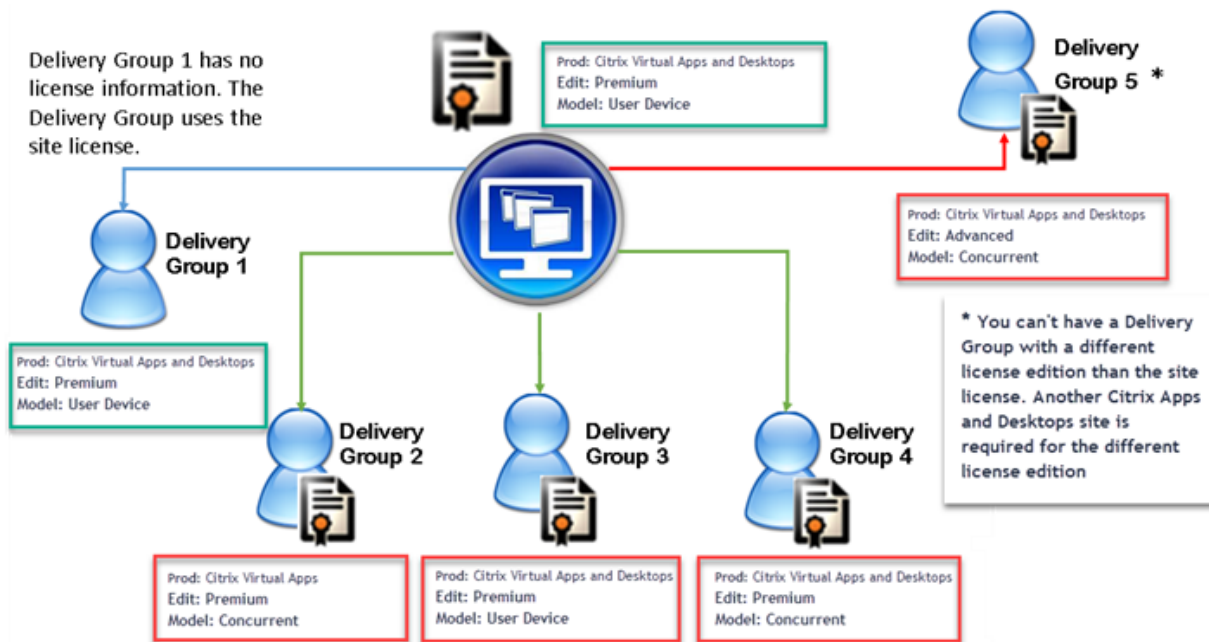 Delivery Group 1 has no
license information. The
Delivery Group uses the
site license.
Prod: Citrix Virtual Apps and Desktops
Edit: Premium
Model: User Device
Delivery
Group 5 *
Prod: Citrix Virtual Apps and Desktops
Edit: Advanced
Model: Concurrent
Delivery
Group 1
Prod: Citrix Virtual Apps and Desktops
Edit: Premium
Model: User Device
* You can't have a Delivery
Group with a different
license edition than the site
license. Another Citrix Apps
and Desktops site is
required for the different
license edition
Delivery
Group 2
Delivery
Group 3
Delivery
Group 4
Prod: Citrix Virtual Apps
Edit: Premium
Model: Concurrent
Prod: Citrix Virtual Apps and Desktops
Edit: Premium
Model: User Device
Prod: Citrix Virtual Apps and Desktops
Edit: Premium
Model: Concurrent